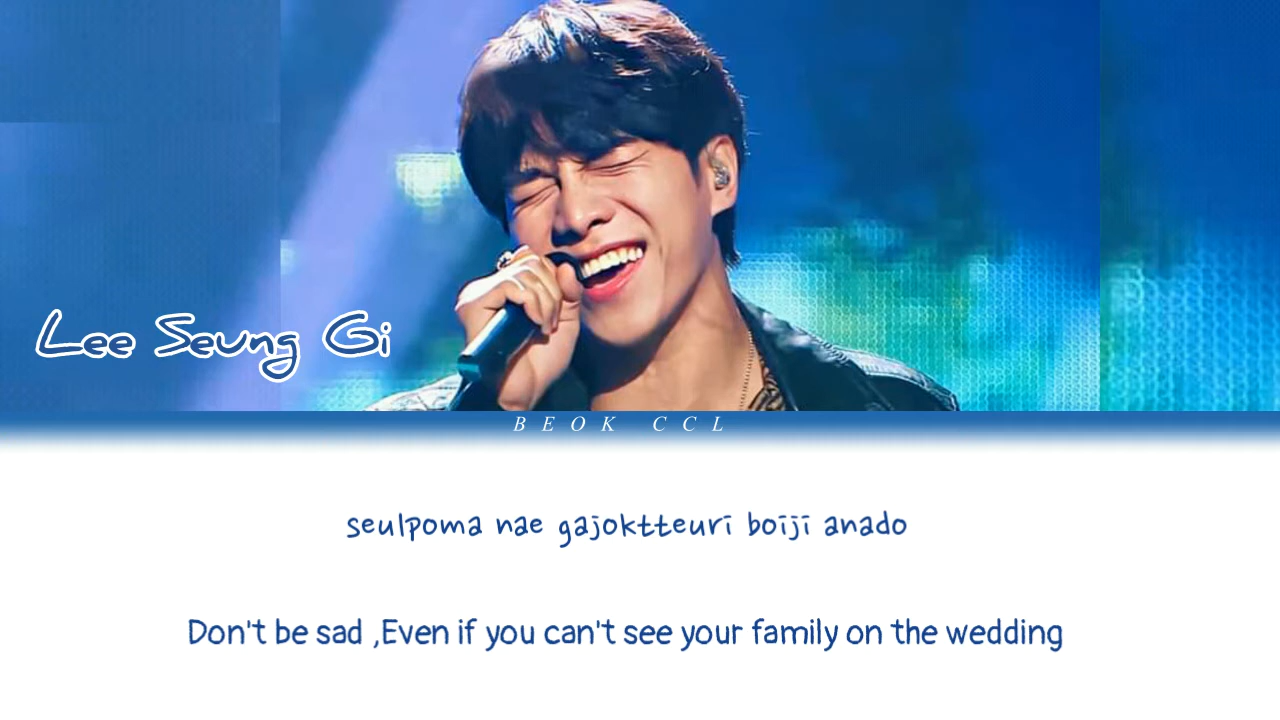 Lee Seung Gi
BEOK CCL
seulpoma nae gajoktteuri boiji anado
Don't be sad ,Even if you can't see your family on the wedding